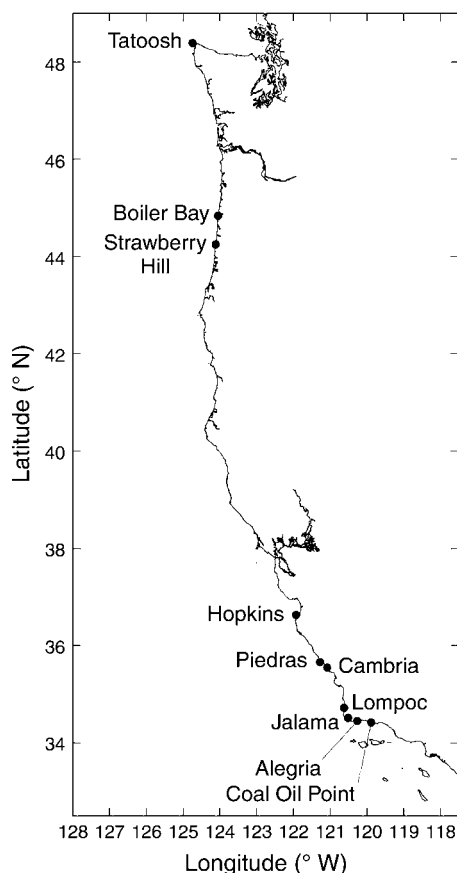 Tatoosh
48
46
Boiler Bay
Strawberry
Hill
44
42
Latitude (° N)
40
38
Hopkins
36
Piedras
Cambria
Lompoc
Jalama
34
Alegria
Coal Oil Point
128 127 126 125 124 123 122 121 120 119 118
Longitude (° W)